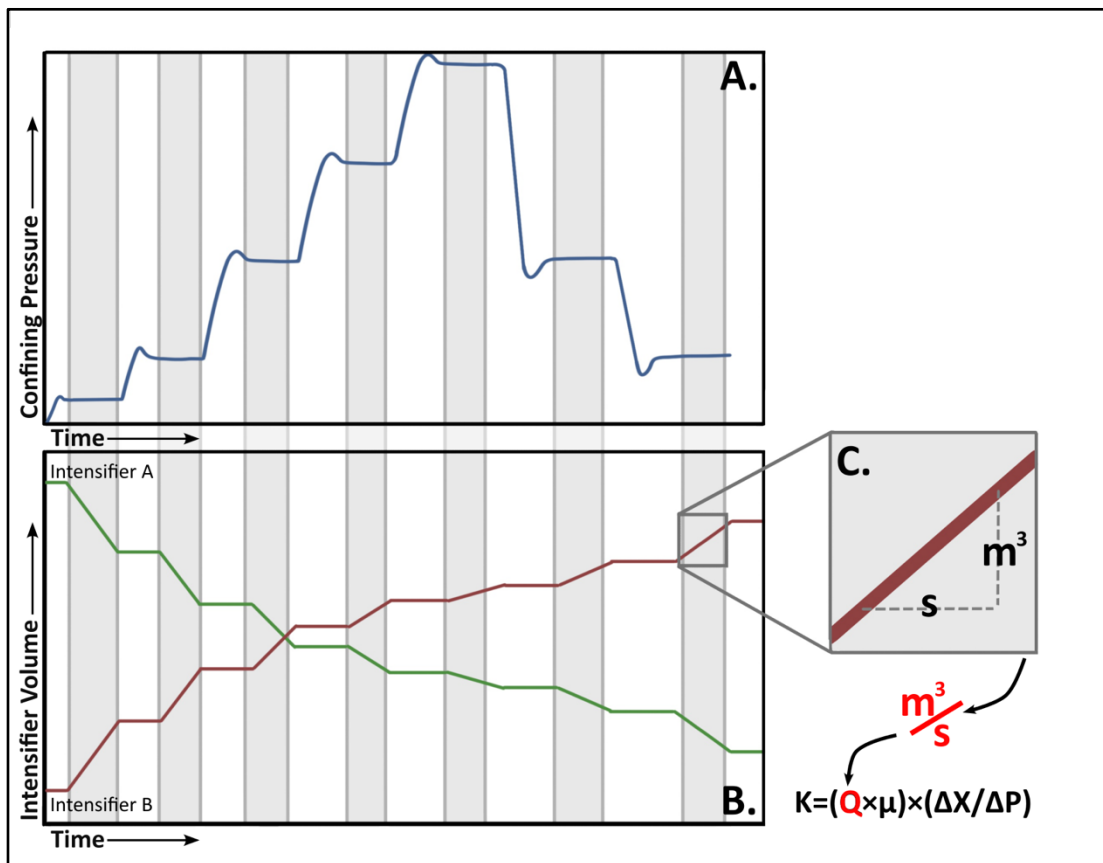 A.
Confining Pressure
Time
Intensifier A
Intensifier B
Intensifier Volume
B.
Time
C.
m³
s
m³
s
K=(Q×μ)×(ΔX/ΔP)